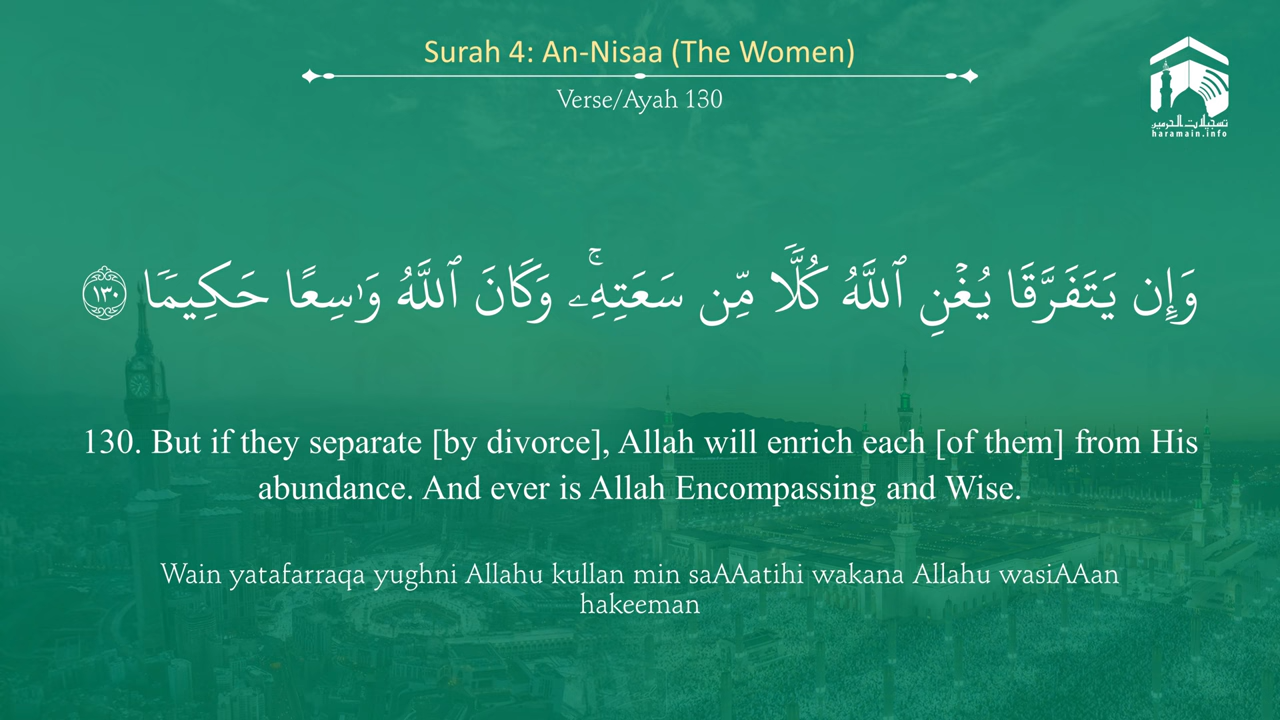 Surah 4: An-Nisaa (The Women)
Verse/Ayah 130
تسجيلات الحرمين
haramain.info
وَإِن يَتَفَرَّقَا يُغْنِ ٱللَّهُ كُلًّا مِّن سَعَتِهِۦۚ وَكَانَ ٱللَّهُ وَٰسِعًا حَكِيمًا ١٣٠
130. But if they separate [by divorce], Allah will enrich each [of them] from His
abundance. And ever is Allah Encompassing and Wise.
Wain yatafarraqa yughni Allahu kullan min saAAatihi wakana Allahu wasiAAan
hakeeman